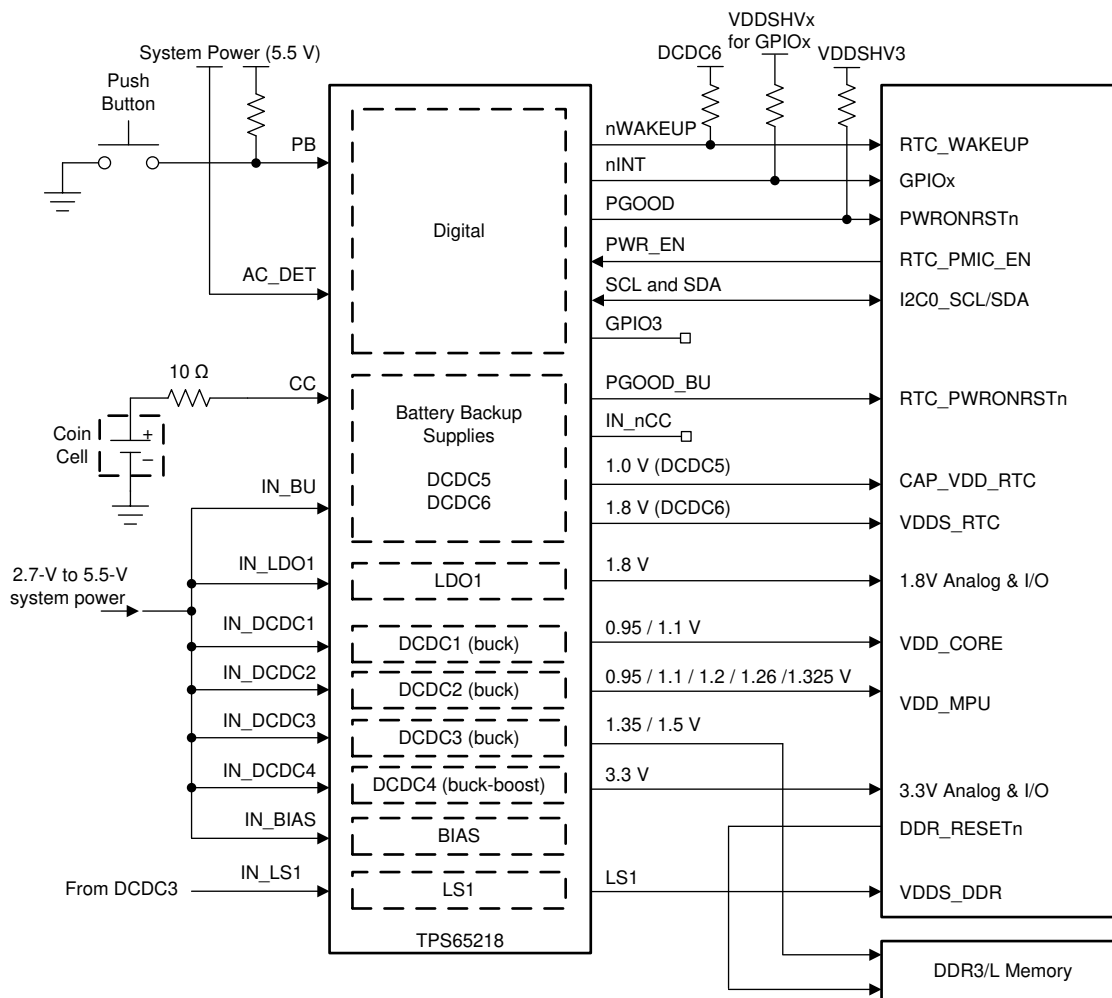 System Power (5.5 V)
Push
Button
PB
AC_DET
10 Ω
CC
Coin
Cell
+
–
IN_BU
2.7-V to 5.5-V
system power
IN_LDO1
IN_DCDC1
IN_DCDC2
IN_DCDC3
IN_DCDC4
IN_BIAS
From DCDC3
IN_LS1
Digital
Battery Backup
Supplies
DCDC5
DCDC6
LDO1
DCDC1 (buck)
DCDC2 (buck)
DCDC3 (buck)
DCDC4 (buck-boost)
BIAS
LS1
TPS65218
VDDSHVx
for GPIOx
DCDC6
VDDSHV3
nWAKEUP
nINT
PGOOD
PWR_EN
SCL and SDA
GPIO3
PGOOD_BU
IN_nCC
1.0 V (DCDC5)
1.8 V (DCDC6)
1.8 V
0.95 / 1.1 V
0.95 / 1.1 / 1.2 / 1.26 /1.325 V
1.35 / 1.5 V
3.3 V
LS1
RTC_WAKEUP
GPIOx
PWRONRSTn
RTC_PMIC_EN
I2C0_SCL/SDA
RTC_PWRONRSTn
CAP_VDD_RTC
VDDS_RTC
1.8V Analog & I/O
VDD_CORE
VDD_MPU
3.3V Analog & I/O
DDR_RESETn
VDDS_DDR
DDR3/L Memory